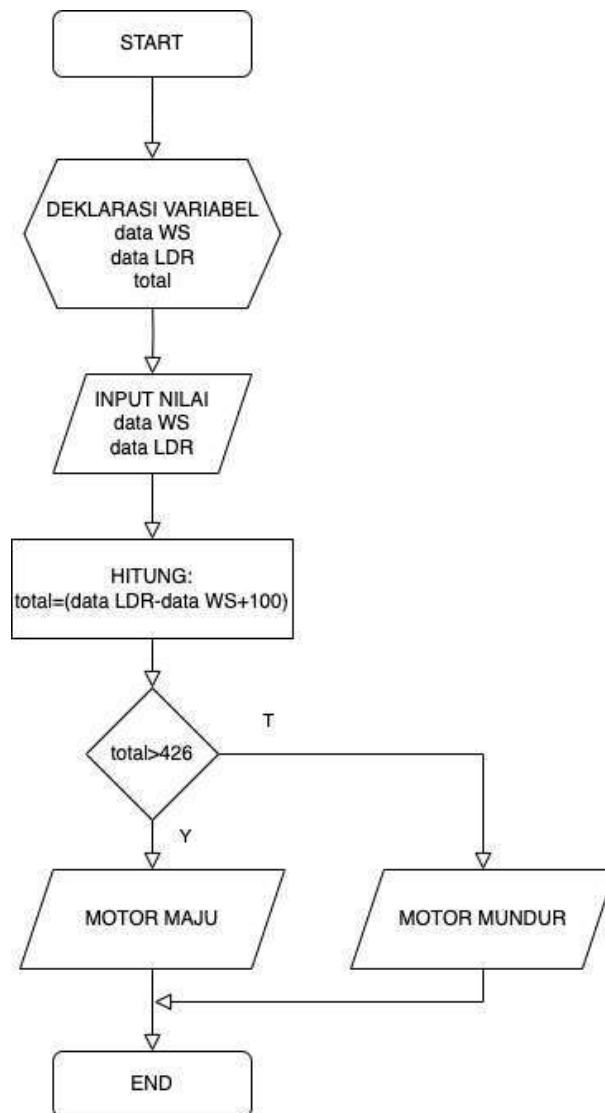 START
DEKLARASI VARIABEL
data WS
data LDR
total
INPUT NILAI
data WS
data LDR
HITUNG:
total=(data LDR-data WS+100)
total>426
T
Y
MOTOR MAJU
MOTOR MUNDUR
END